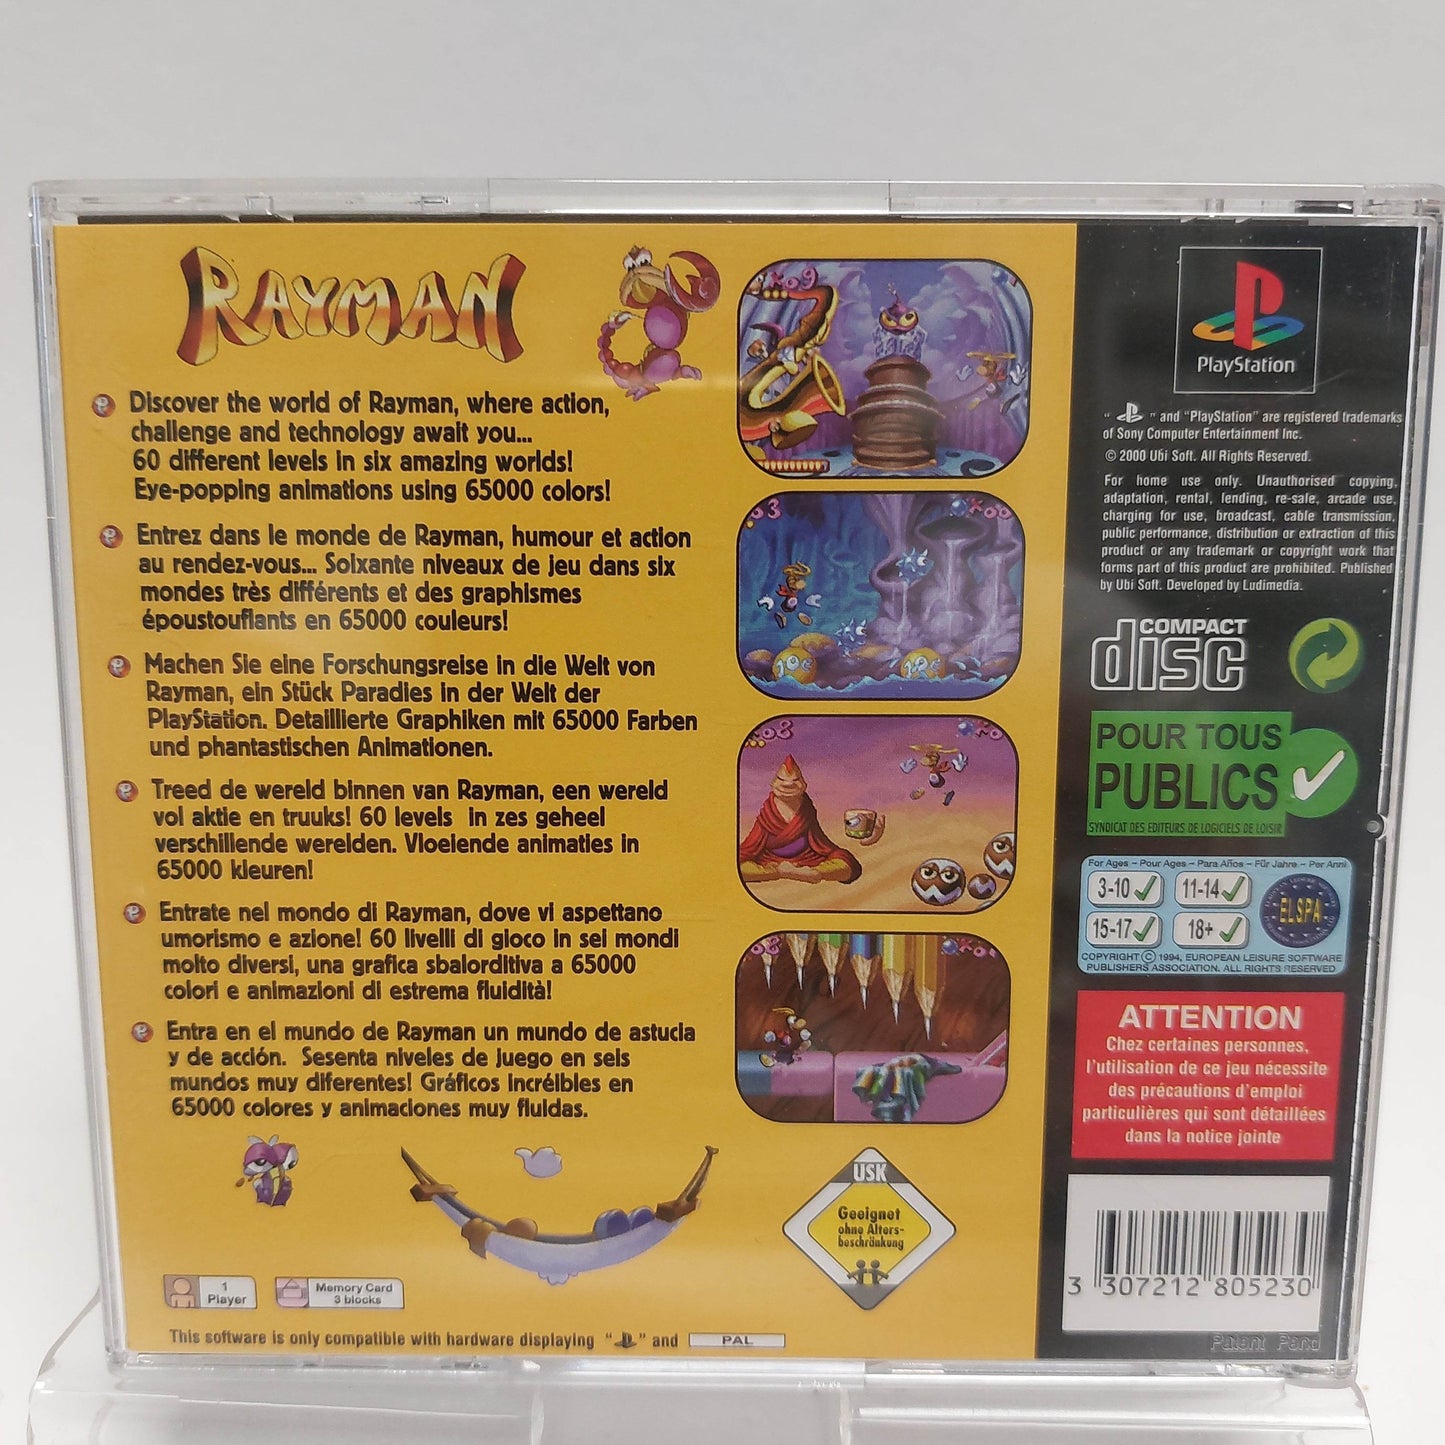 RAYMAN
Discover the world of Rayman, where action,
challenge and technology await you...
60 different levels in six amazing worlds!
Eye-popping animations using 65000 colors!
Entrez dans le monde de Rayman, humour et action
au rendez-vous... Soixante niveaux de jeu dans six
mondes très différents et des graphismes
époustouflants en 65000 couleurs!
Machen Sie eine Forschungsreise in die Welt von
Rayman, ein Stück Paradies in der Welt der
PlayStation. Detaillierte Graphiken mit 65000 Farben
und phantastischen Animationen.
Treed de wereld binnen van Rayman, een wereld
vol aktie en truuks! 60 levels in zes geheel
verschillende werelden. Vloeiende animaties in
65000 kleuren!
Entrate nel mondo di Rayman, dove vi aspettano
umorismo e azione! 60 livelli di gioco in sei mondi
molto diversi, una grafica sbalorditiva a 65000
colori e animazioni di estrema fluidità!
Entra en el mundo de Rayman un mundo de astucia
y de acción. Sesenta niveles de juego en seis
mundos muy diferentes! Gráficos incréibles en
65000 colores y animaciones muy fluidas.
1
Player
Memory Card
3 blocks
This software is only compatible with hardware displaying " " and PAL
USK
Geeignet
ohne Alters-
beschränkung
PlayStation
" " and "PlayStation" are registered trademarks
of Sony Computer Entertainment Inc.
© 2000 Ubi Soft. All Rights Reserved.
For home use only. Unauthorised copying,
adaptation, rental, lending, re-sale, arcade use,
charging for use, broadcast, cable transmission,
public performance, distribution or extraction of this
product or any trademark or copyright work that
forms part of this product are prohibited. Published
by Ubi Soft. Developed by Ludimedia.
COMPACT
disc
POUR TOUS
PUBLICS
SYNDICAT DES EDITEURS DE LOGICIELS DE LOISIR
For Ages - Pour Ages - Para Años - Für Jahre - Per Anni
3-10 11-14
15-17 18+
ELSPA
COPYRIGHT © 1994, EUROPEAN LEISURE SOFTWARE
PUBLISHERS ASSOCIATION. ALL RIGHTS RESERVED
ATTENTION
Chez certaines personnes,
l'utilisation de ce jeu nécessite
des précautions d'emploi
particulières qui sont détaillées
dans la notice jointe
3 307212 805230
Patent Pend